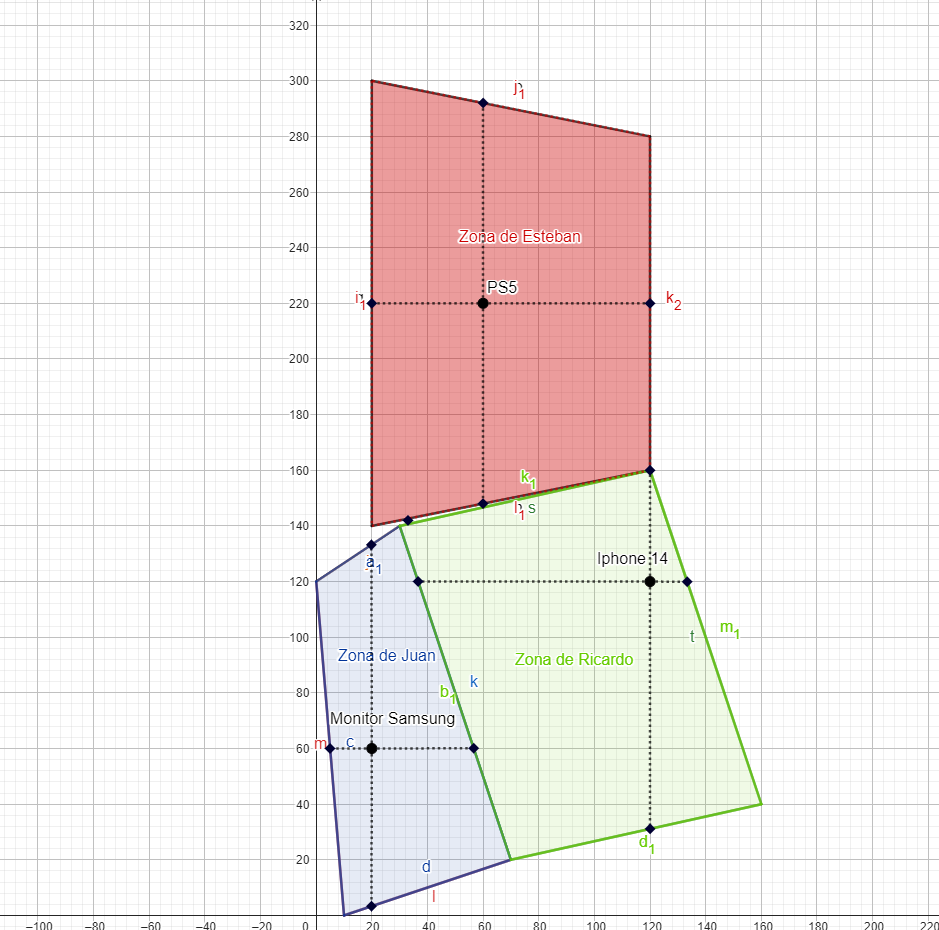 320
300
j₁
280
260
Zona de Esteban
240
PS5
i₁
220
k₂
200
180
160
k₁
l₁ s
140
a₁
Iphone 14
120
t
m₁
100
Zona de Juan
Zona de Ricardo
k
b₁
80
Monitor Samsung
m
c
60
40
d₁
20
d
l
−100 −80 −60 −40 −20 0 20 40 60 80 100 120 140 160 180 200 220